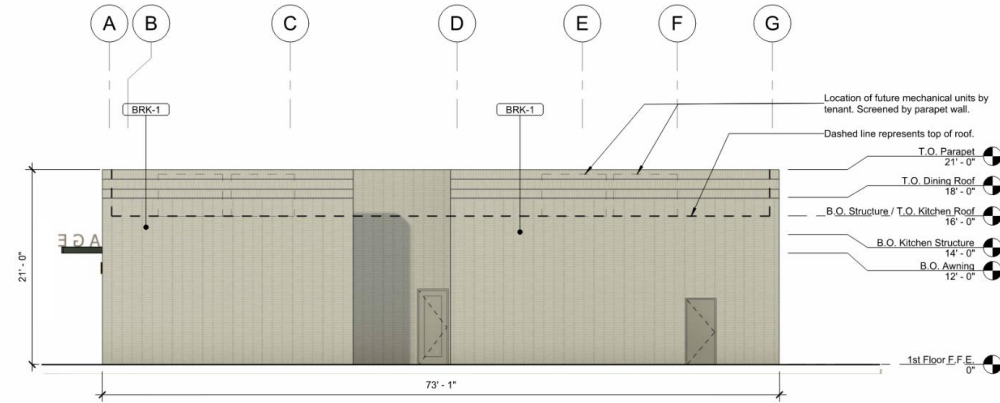 A B C D E F G
BRK-1 BRK-1
Location of future mechanical units by
tenant. Screened by parapet wall.
Dashed line represents top of roof.
T.O. Parapet
21' - 0"
T.O. Dining Roof
18' - 0"
B.O. Structure / T.O. Kitchen Roof
16' - 0"
B.O. Kitchen Structure
14' - 0"
B.O. Awning
12' - 0"
1st Floor F.F.E.
0"
21' - 0"
AGE
73' - 1"